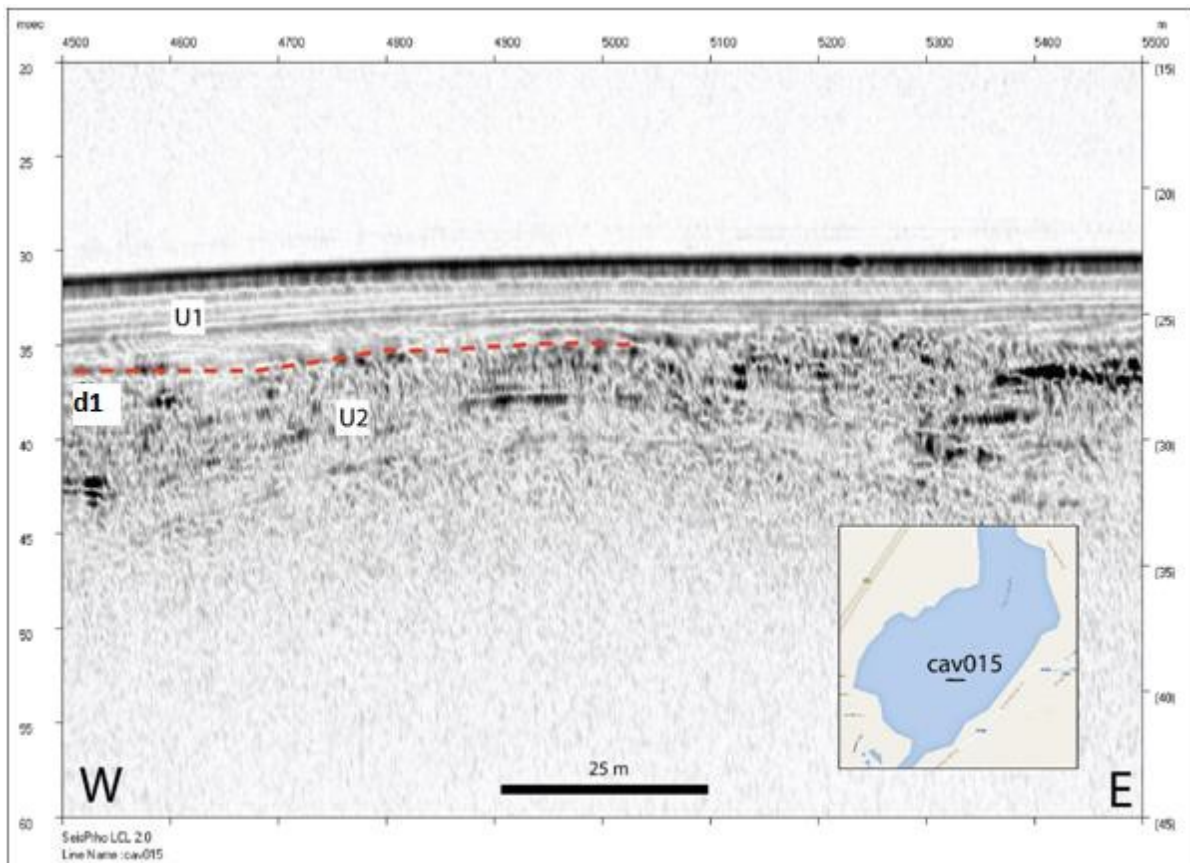 msec 4500 4600 4700 4800 4900 5000 5100 5200 5300 5400 5500 m
20 [15]
25 [20]
30
U1 [25]
35
d1
U2
40 [30]
45
[35]
50
cav015
[40]
55
W 25 m E
60 [45]
SeisPrho LCL 2.0
Line Name :cav015